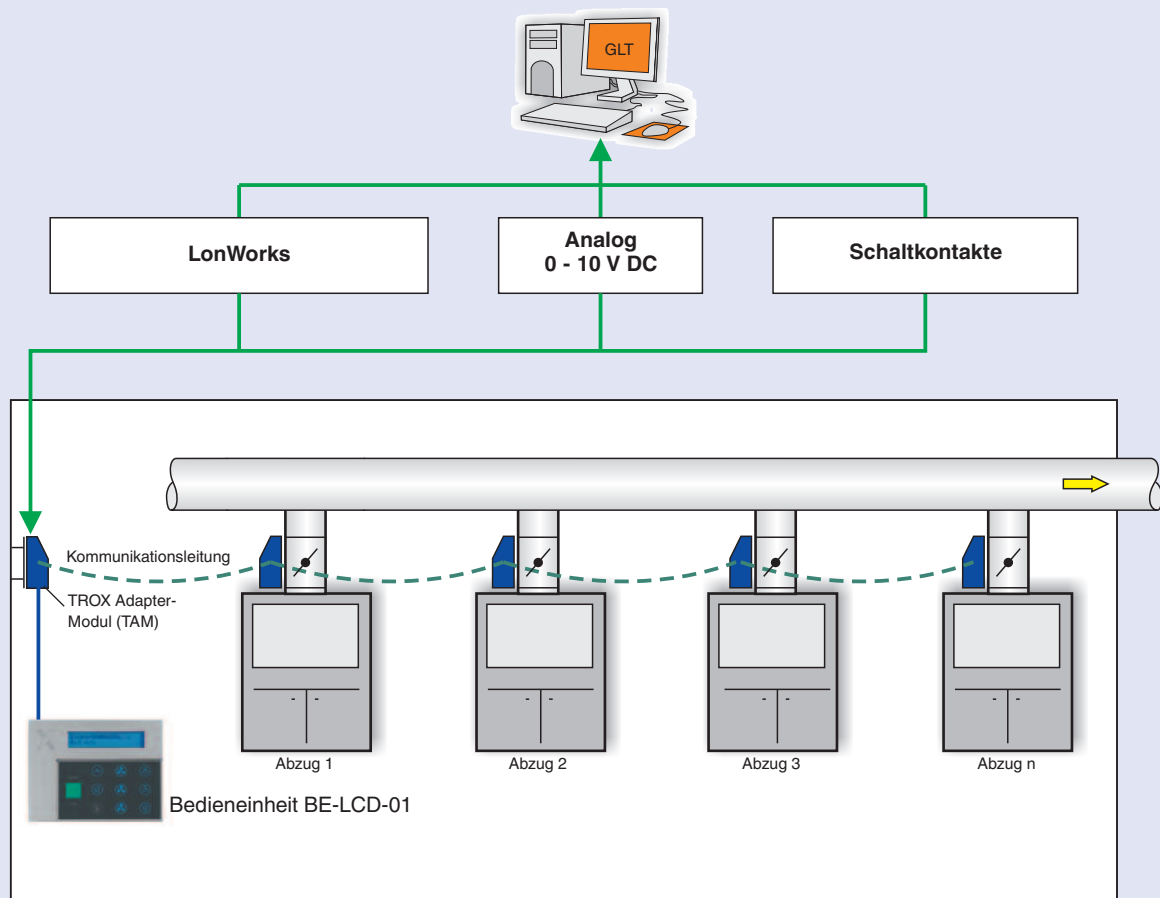 GLT
LonWorks
Analog
0 - 10 V DC
Schaltkontakte
Kommunikationsleitung
TROX Adapter-
Modul (TAM)
Abzug 1
Abzug 2
Abzug 3
Abzug n
Bedieneinheit BE-LCD-01